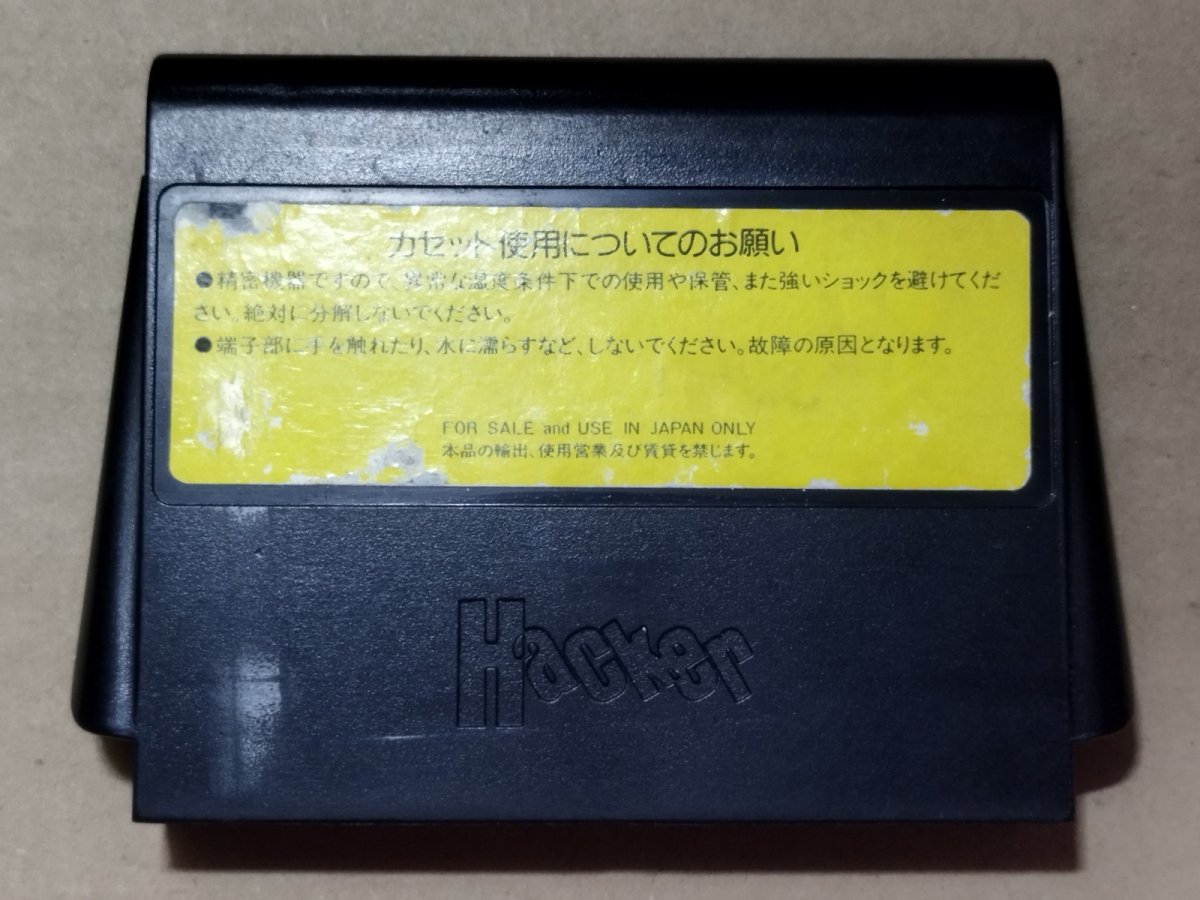 カセット使用についてのお願い
●精密機器ですので、異常な温度条件下での使用や保管、また強いショックを避けてくだ
さい。絶対に分解しないでください。
●端子部に手を触れたり、水に濡らすなど、しないでください。故障の原因となります。
FOR SALE and USE IN JAPAN ONLY
本品の輸出、使用営業及び賃貸を禁じます。
Hacker